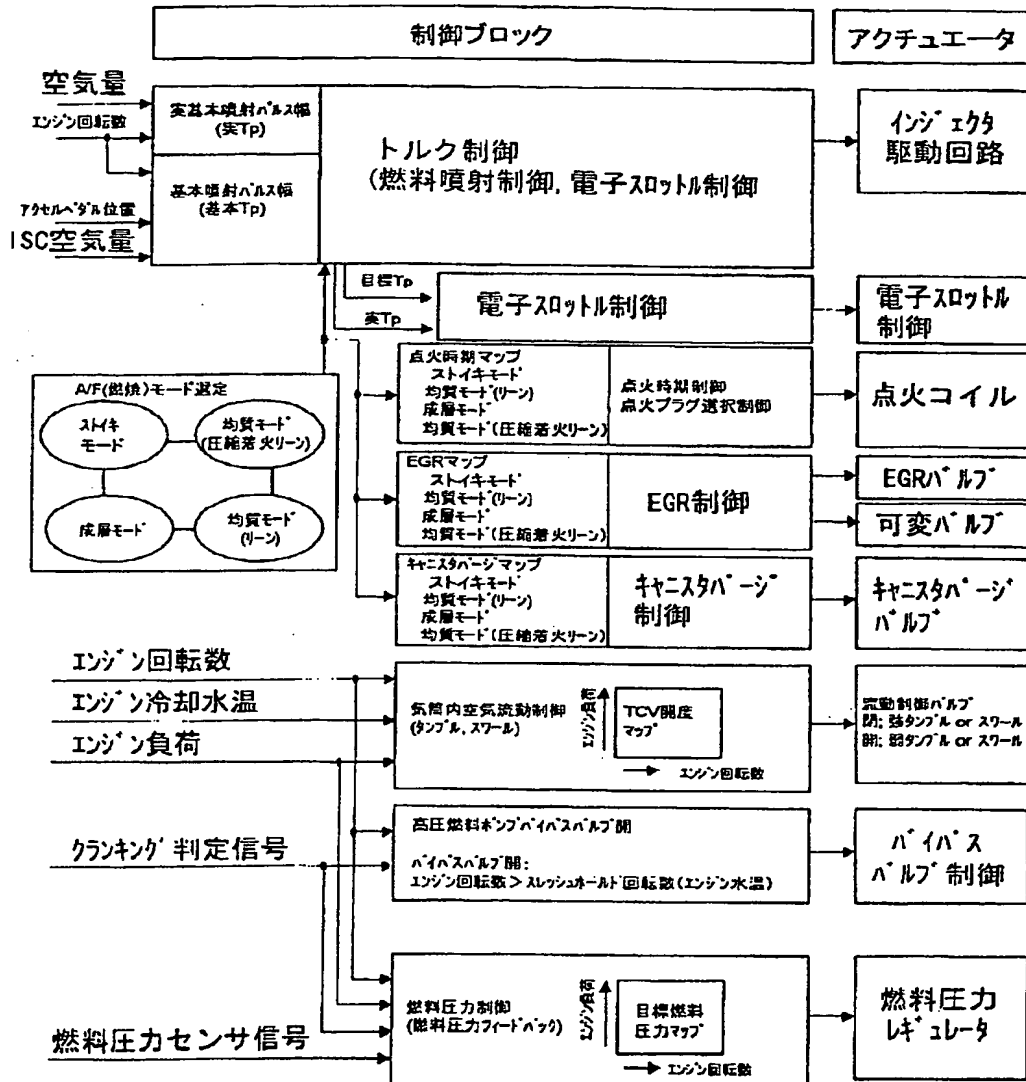 制御ブロック
アクチュエータ
空気量
エンジン回転数
アクセルペダル位置
ISC空気量
実基本噴射パルス幅
(実Tp)
基本噴射パルス幅
(基本Tp)
トルク制御
(燃料噴射制御,電子スロットル制御
インジェクタ
駆動回路
目標Tp
実Tp
電子スロットル制御
電子スロットル
制御
A/F(燃焼)モード選定
ストイキ
モード
均質モード
(圧縮着火リーン)
成層モード
均質モード
(リーン)
点火時期マップ
ストイキモード
均質モード(リーン)
成層モード
均質モード(圧縮着火リーン)
点火時期制御
点火プラグ選択制御
点火コイル
EGRマップ
ストイキモード
均質モード(リーン)
成層モード
均質モード(圧縮着火リーン)
EGR制御
EGRバルブ
可変バルブ
キャニスタパージマップ
ストイキモード
均質モード(リーン)
成層モード
均質モード(圧縮着火リーン)
キャニスタパージ
制御
キャニスタパージ
バルブ
エンジン回転数
エンジン冷却水温
エンジン負荷
気筒内空気流動制御
(タンブル,スワール)
エンジン負荷
TCV開度
マップ
エンジン回転数
流動制御バルブ
閉:強タンブル or スワール
開:弱タンブル or スワール
クランキング判定信号
高圧燃料ポンプバイパスバルブ開
バイパスバルブ開:
エンジン回転数>スレッシュホールド回転数(エンジン水温)
バイパス
バルブ制御
燃料圧力センサ信号
燃料圧力制御
(燃料圧力フィードバック)
エンジン負荷
目標燃料
圧力マップ
エンジン回転数
燃料圧力
レギュレータ